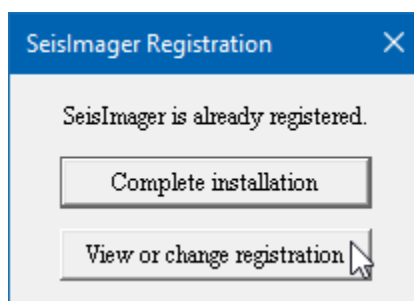 SeisImager Registration
SeisImager is already registered.
Complete installation
View or change registration